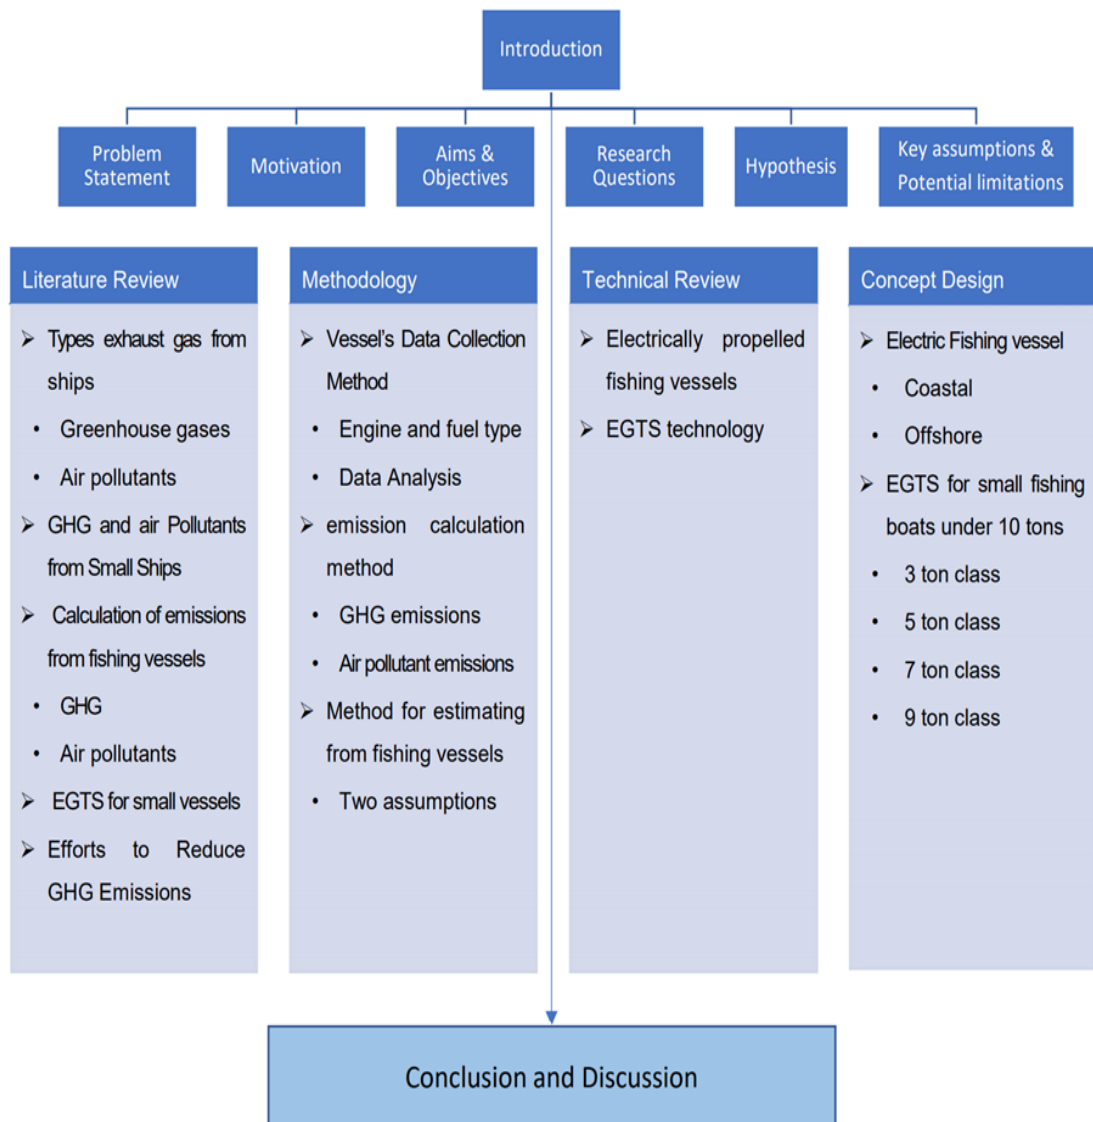 Introduction
Problem
Statement
Motivation
Aims &
Objectives
Research
Questions
Hypothesis
Key assumptions &
Potential limitations
Literature Review
➢ Types exhaust gas from
ships
• Greenhouse gases
• Air pollutants
➢ GHG and air Pollutants
from Small Ships
➢ Calculation of emissions
from fishing vessels
• GHG
• Air pollutants
➢ EGTS for small vessels
➢ Efforts to Reduce
GHG Emissions
Methodology
➢ Vessel's Data Collection
Method
• Engine and fuel type
• Data Analysis
➢ emission calculation
method
• GHG emissions
• Air pollutant emissions
➢ Method for estimating
from fishing vessels
• Two assumptions
Technical Review
➢ Electrically propelled
fishing vessels
➢ EGTS technology
Concept Design
➢ Electric Fishing vessel
• Coastal
• Offshore
➢ EGTS for small fishing
boats under 10 tons
• 3 ton class
• 5 ton class
• 7 ton class
• 9 ton class
Conclusion and Discussion